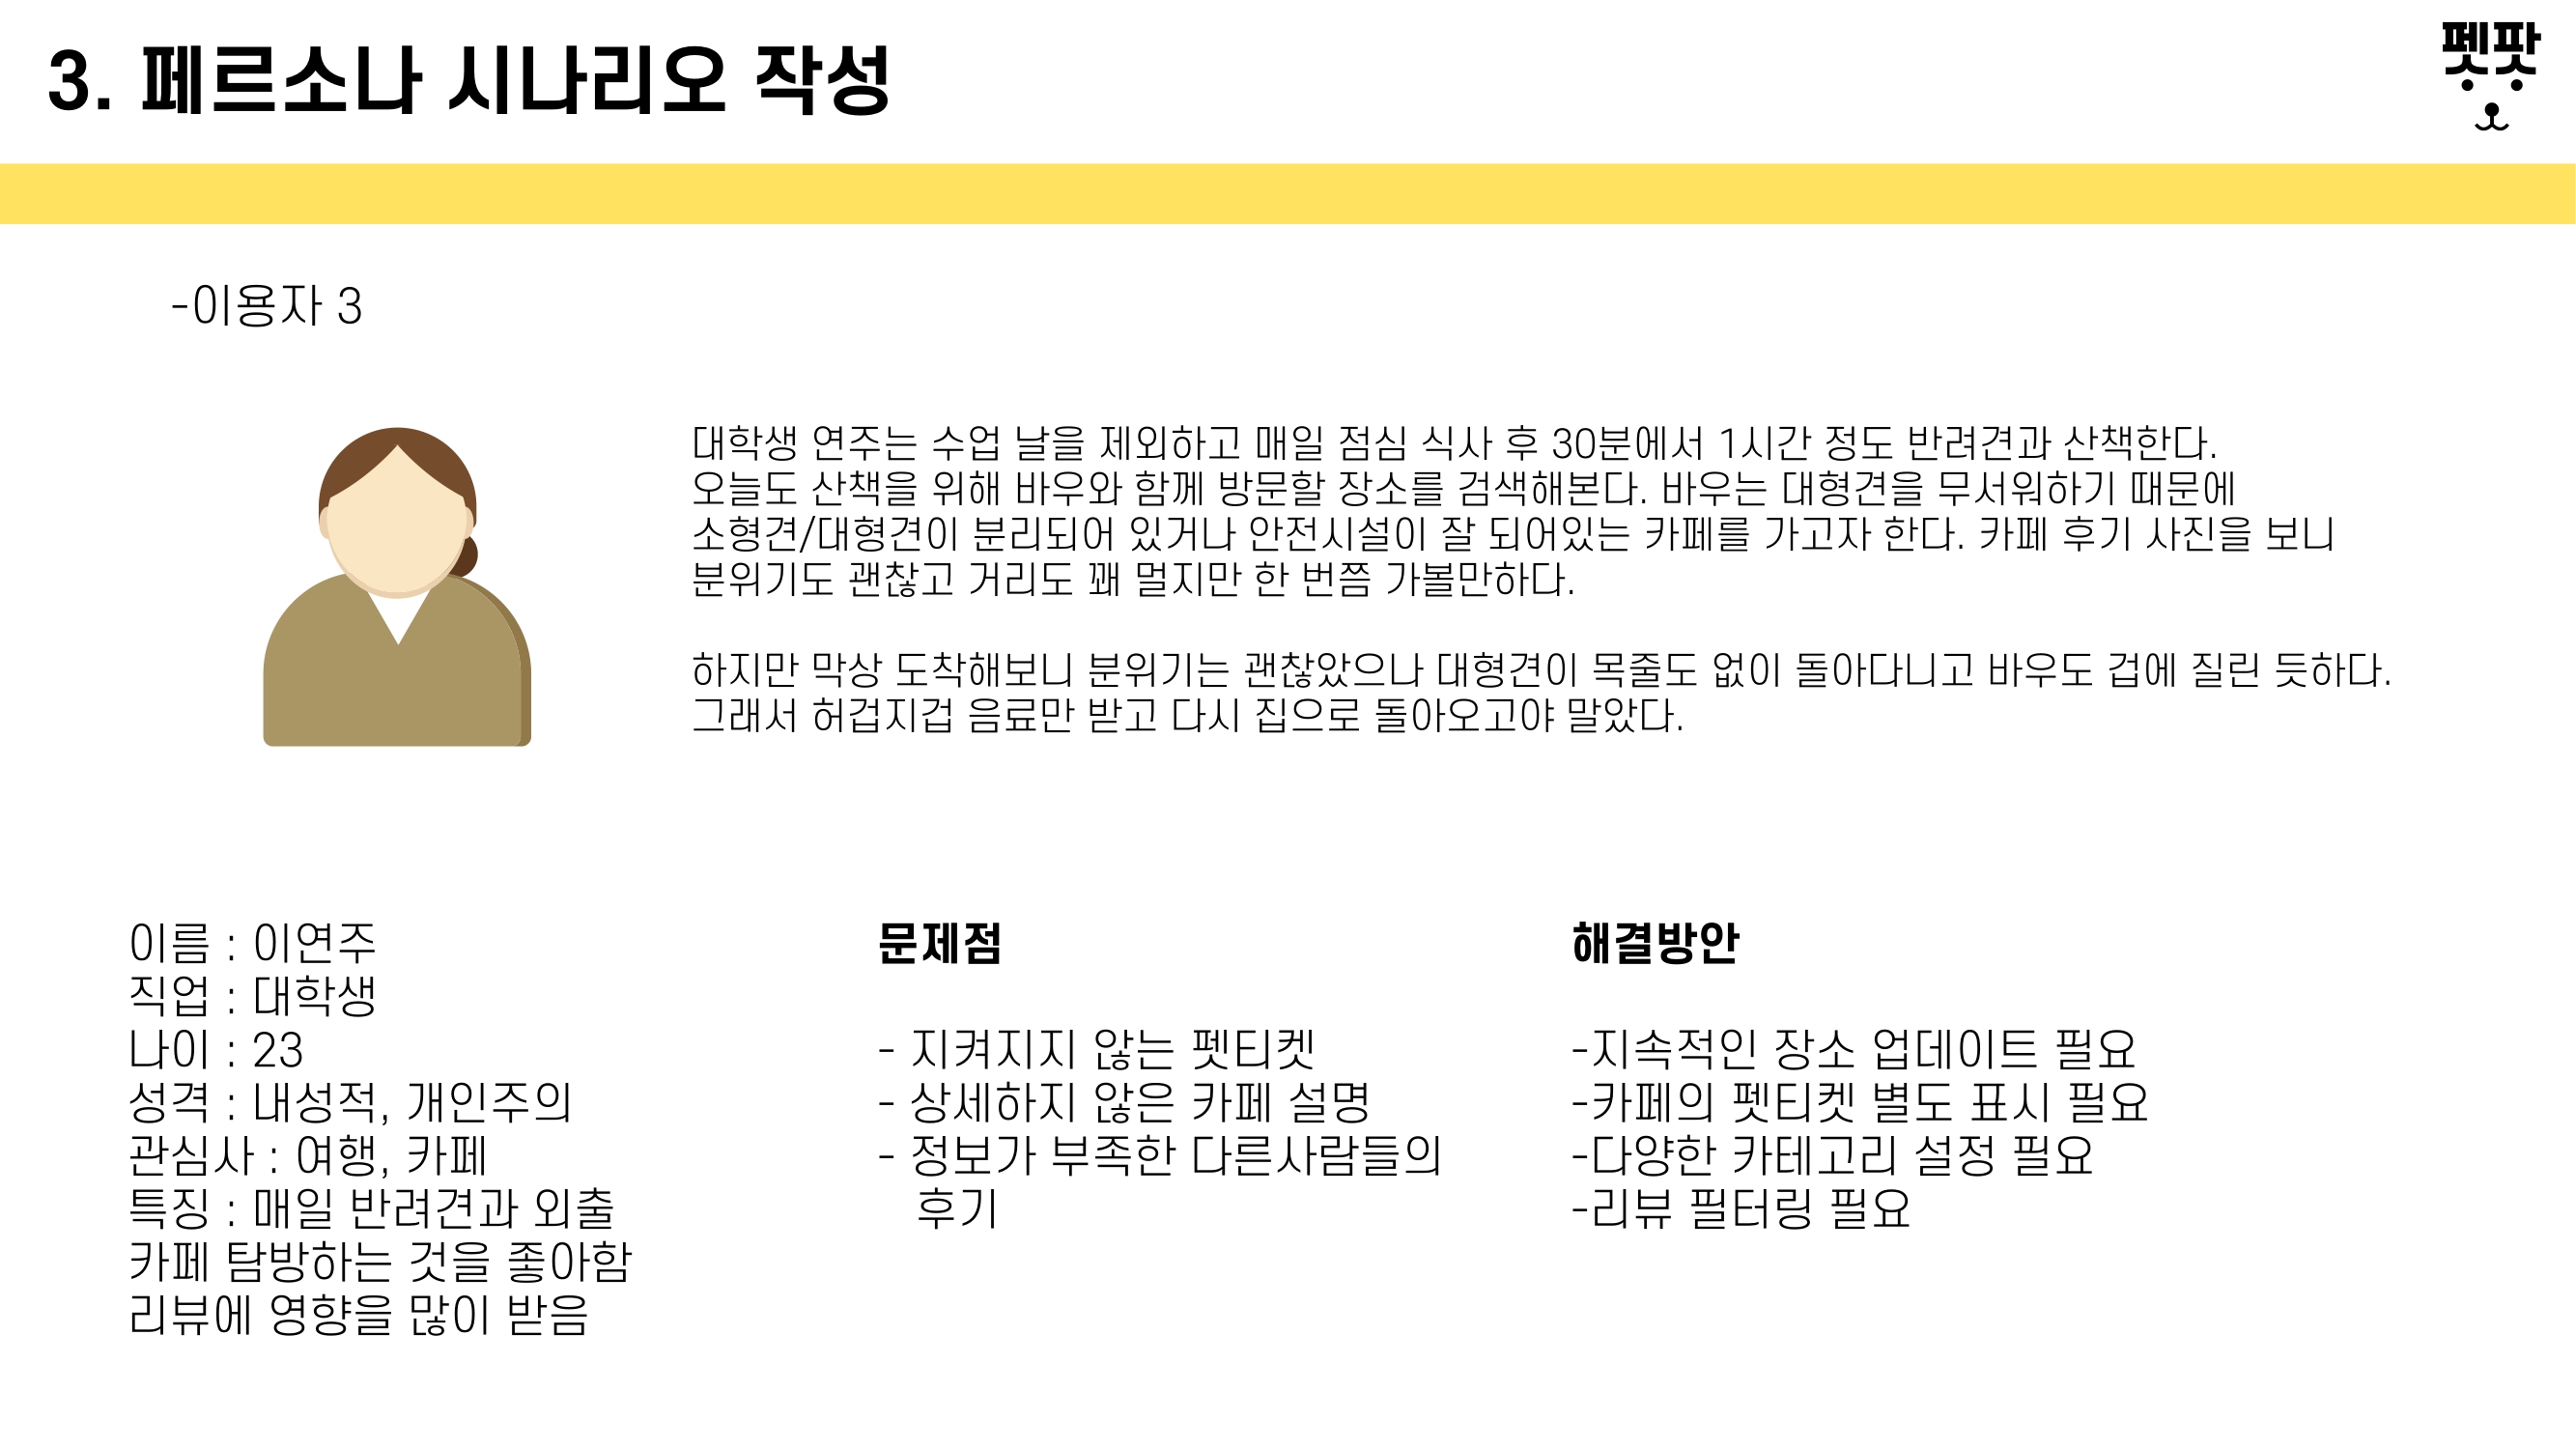 3. 페르소나 시나리오 작성
펫팟
-이용자 3
대학생 연주는 수업 날을 제외하고 매일 점심 식사 후 30분에서 1시간 정도 반려견과 산책한다.
오늘도 산책을 위해 바우와 함께 방문할 장소를 검색해본다. 바우는 대형견을 무서워하기 때문에
소형견/대형견이 분리되어 있거나 안전시설이 잘 되어있는 카페를 가고자 한다. 카페 후기 사진을 보니
분위기도 괜찮고 거리도 꽤 멀지만 한 번쯤 가볼만하다.
하지만 막상 도착해보니 분위기는 괜찮았으나 대형견이 목줄도 없이 돌아다니고 바우도 겁에 질린 듯하다.
그래서 허겁지겁 음료만 받고 다시 집으로 돌아오고야 말았다.
이름 : 이연주
직업 : 대학생
나이 : 23
성격 : 내성적, 개인주의
관심사 : 여행, 카페
특징 : 매일 반려견과 외출
카페 탐방하는 것을 좋아함
리뷰에 영향을 많이 받음
문제점
- 지켜지지 않는 펫티켓
- 상세하지 않은 카페 설명
- 정보가 부족한 다른사람들의
후기
해결방안
-지속적인 장소 업데이트 필요
-카페의 펫티켓 별도 표시 필요
-다양한 카테고리 설정 필요
-리뷰 필터링 필요